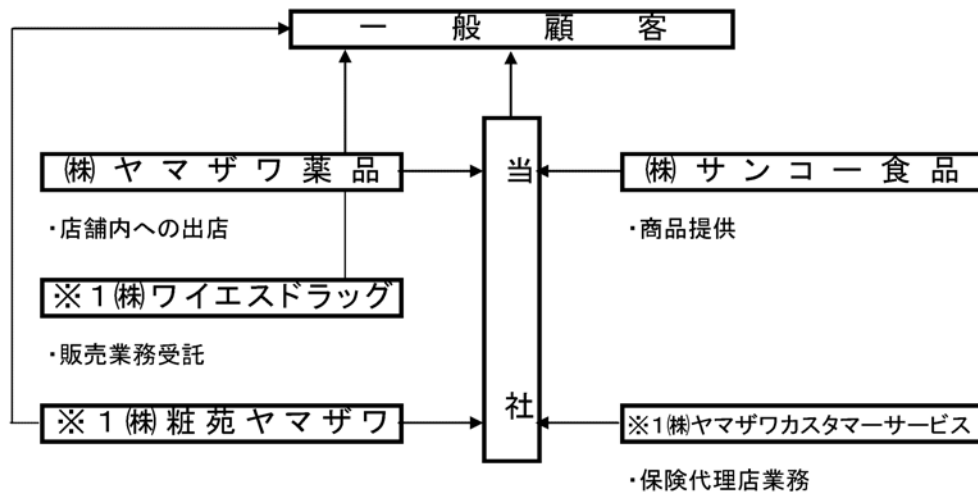 一般顧客
㈱ヤマザワ薬品
・店舗内への出店
※1㈱ワイエスドラッグ
・販売業務受託
※1㈱粧苑ヤマザワ
当社
㈱サンコー食品
・商品提供
※1㈱ヤマザワカスタマーサービス
・保険代理店業務